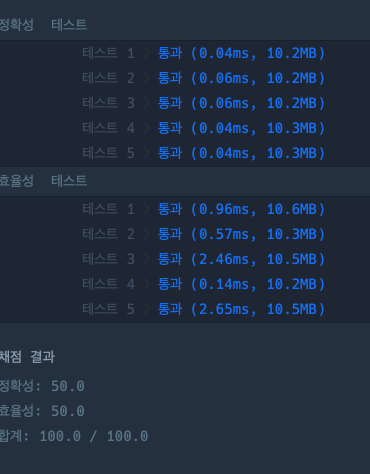 정확성 테스트
테스트 1 〉 통과 (0.04ms, 10.2MB)
테스트 2 〉 통과 (0.06ms, 10.2MB)
테스트 3 〉 통과 (0.06ms, 10.2MB)
테스트 4 〉 통과 (0.04ms, 10.3MB)
테스트 5 〉 통과 (0.04ms, 10.3MB)
효율성 테스트
테스트 1 〉 통과 (0.96ms, 10.6MB)
테스트 2 〉 통과 (0.57ms, 10.3MB)
테스트 3 〉 통과 (2.46ms, 10.5MB)
테스트 4 〉 통과 (0.14ms, 10.2MB)
테스트 5 〉 통과 (2.65ms, 10.5MB)
채점 결과
정확성: 50.0
효율성: 50.0
합계: 100.0 / 100.0